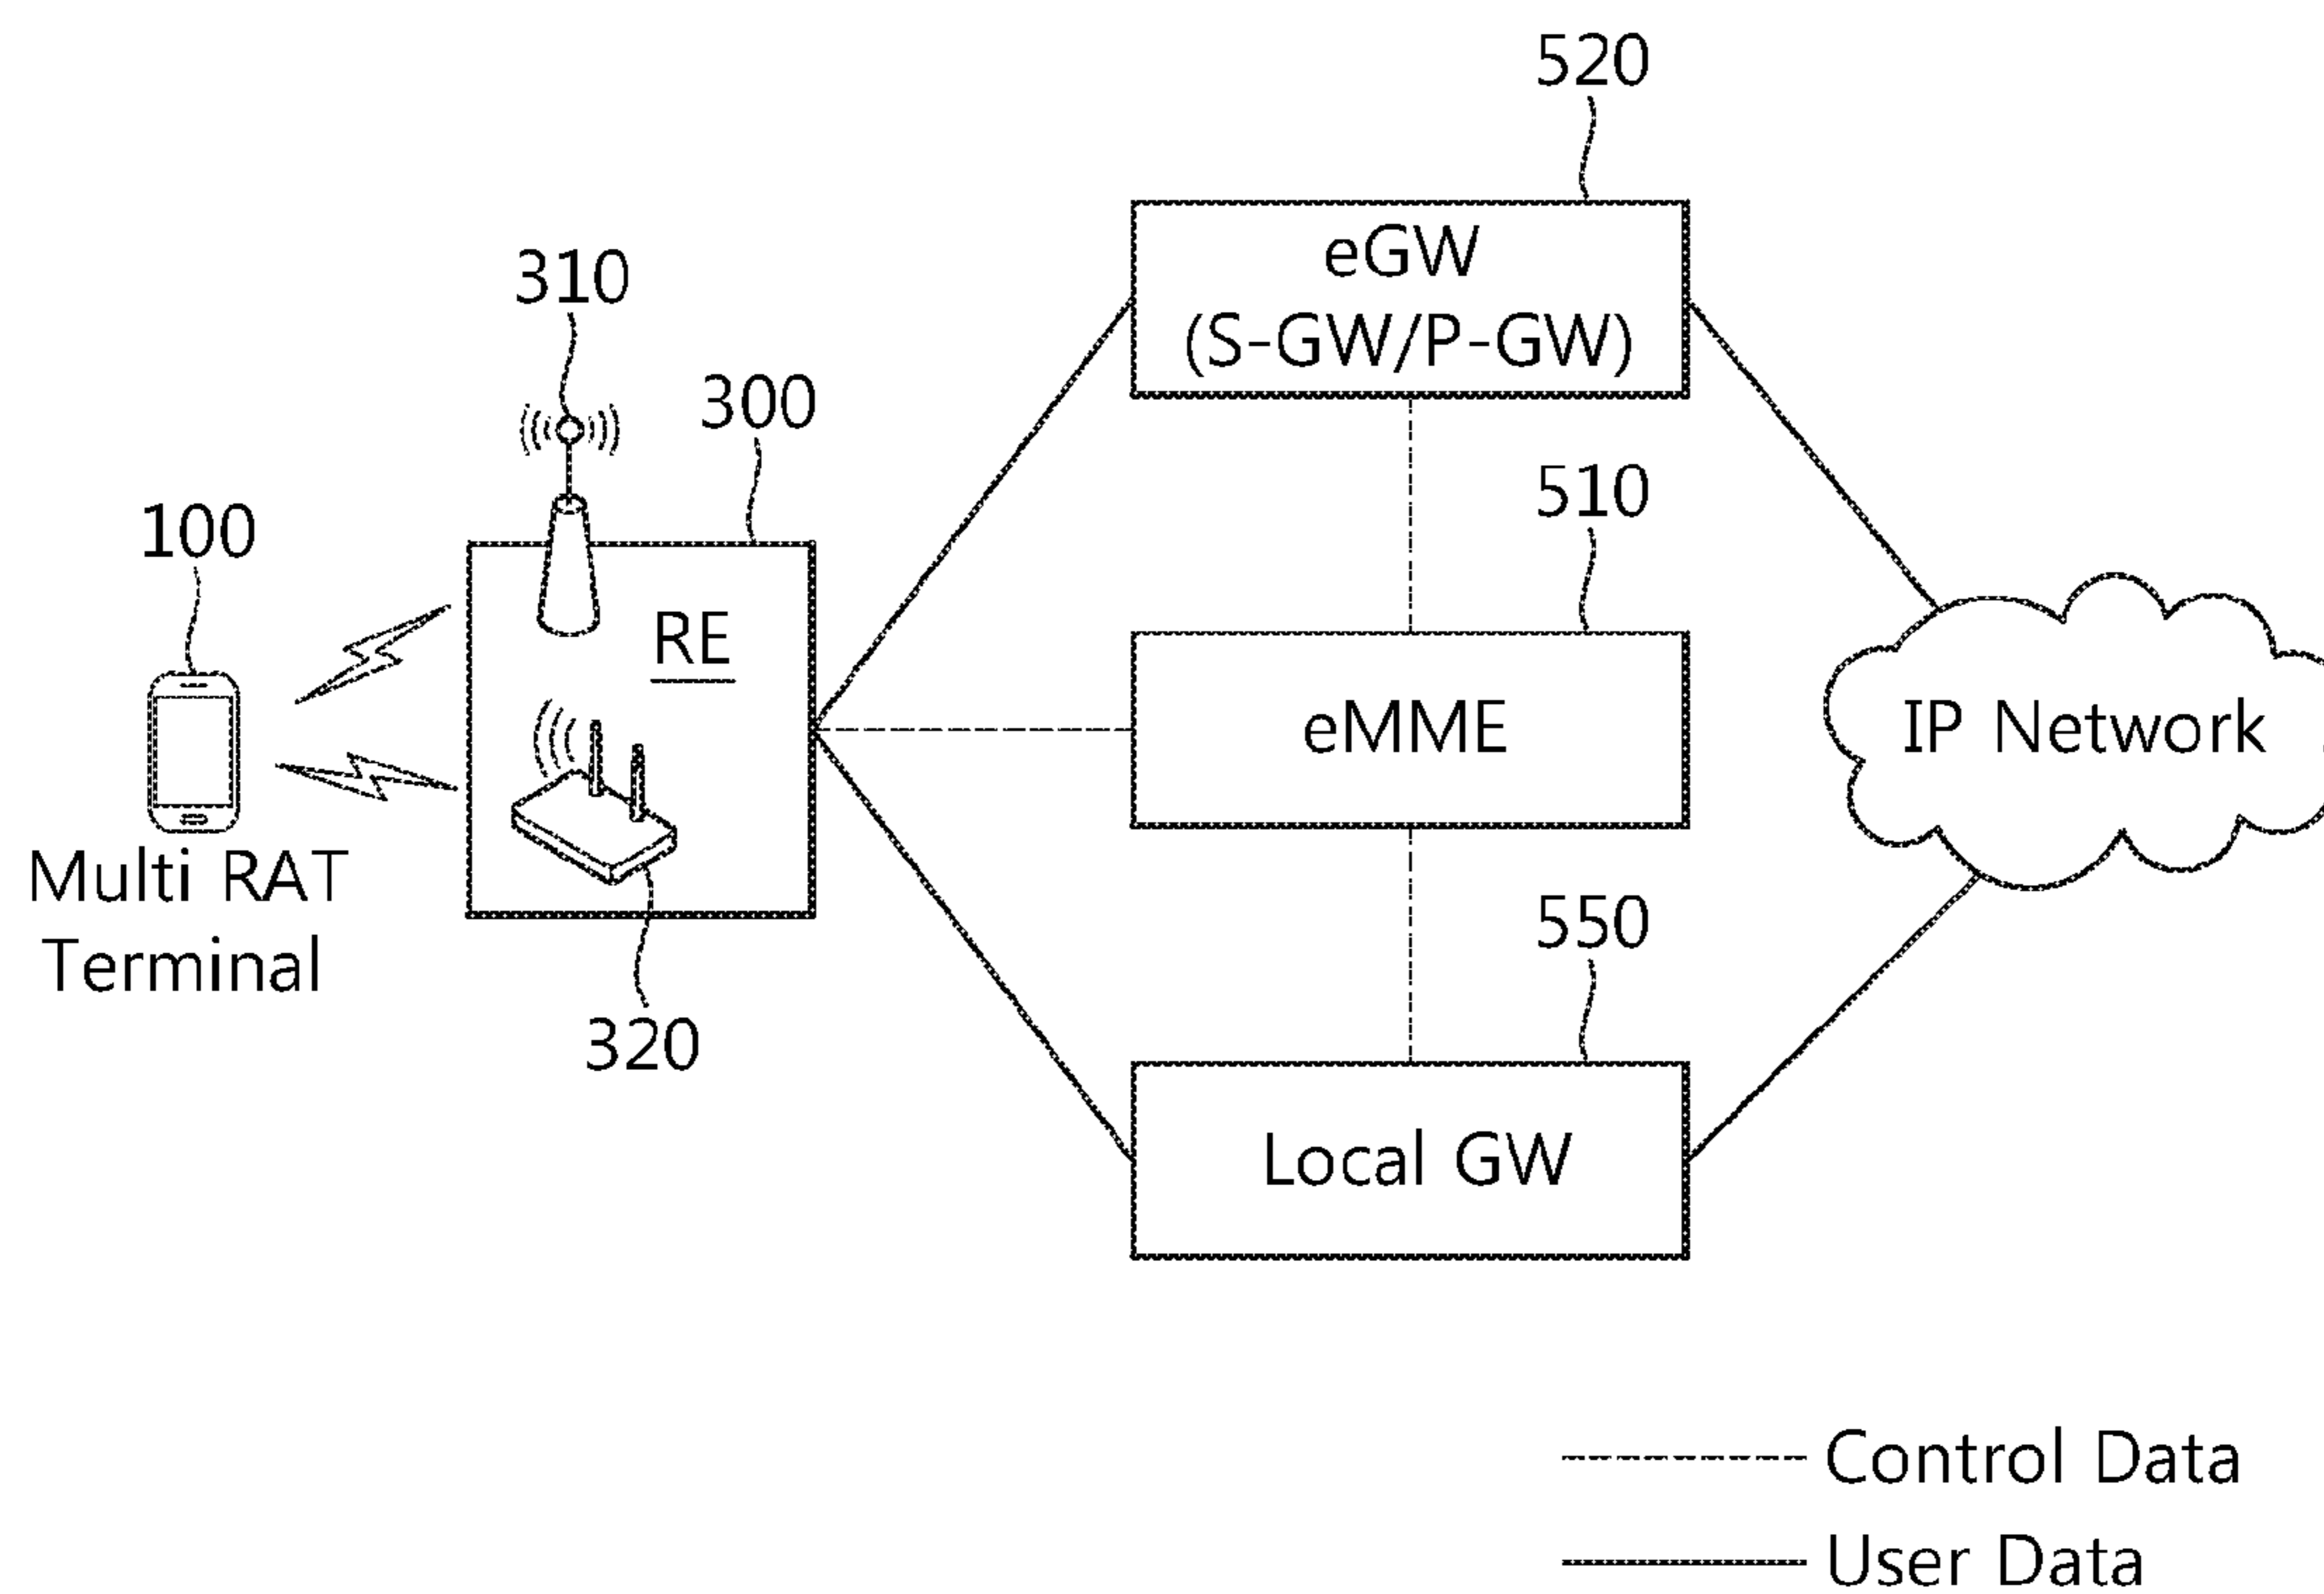 520
eGW
(S-GW/P-GW)
310
300
510
100
RE
eMME
IP Network
Multi RAT
Terminal
550
320
Local GW
Control Data
User Data